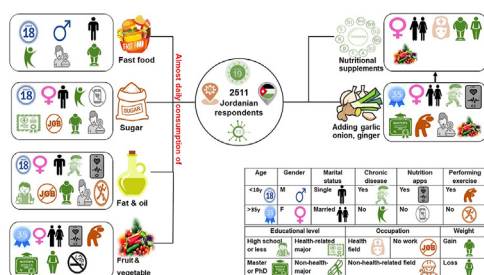 18
Fast food
18
SUGAR
JOB
Sugar
18
JOB
Fat & oil
Fruit &
vegetable
Almost daily consumption of
19
2511
Jordanian
respondents
Nutritional
supplements
35
Adding garlic
onion, ginger
Age
Gender
Marital
status
Chronic
disease
Nutrition
apps
Performing
exercise
<18y
18
M
Single
Yes
Yes
Yes
>35y
35
F
Married
No
No
No
Educational level
Occupation
Weight
High school
or less
Health-related
major
Health
field
No work
JOB
Gain
Master
or PhD
Non-health-
major
Non-health-related field
Loss